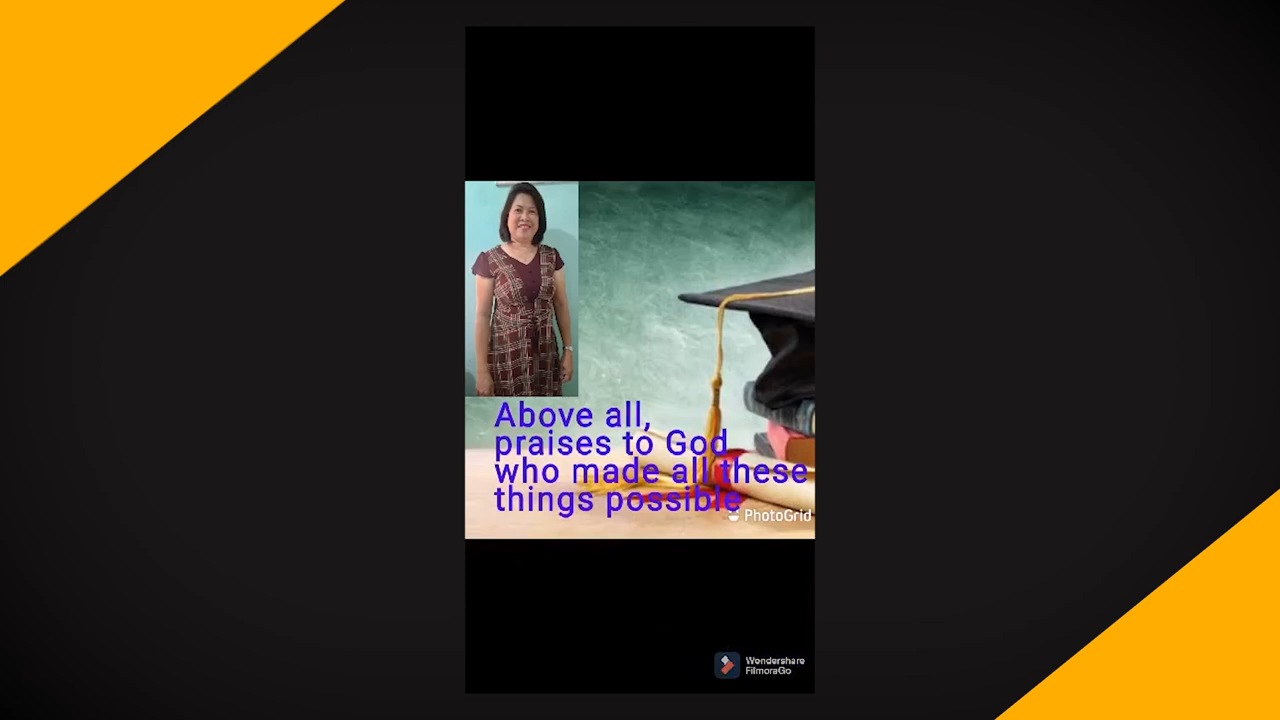 Above all,
praises to God
who made all these
things possible
PhotoGrid
Wondershare
FilmoraGo